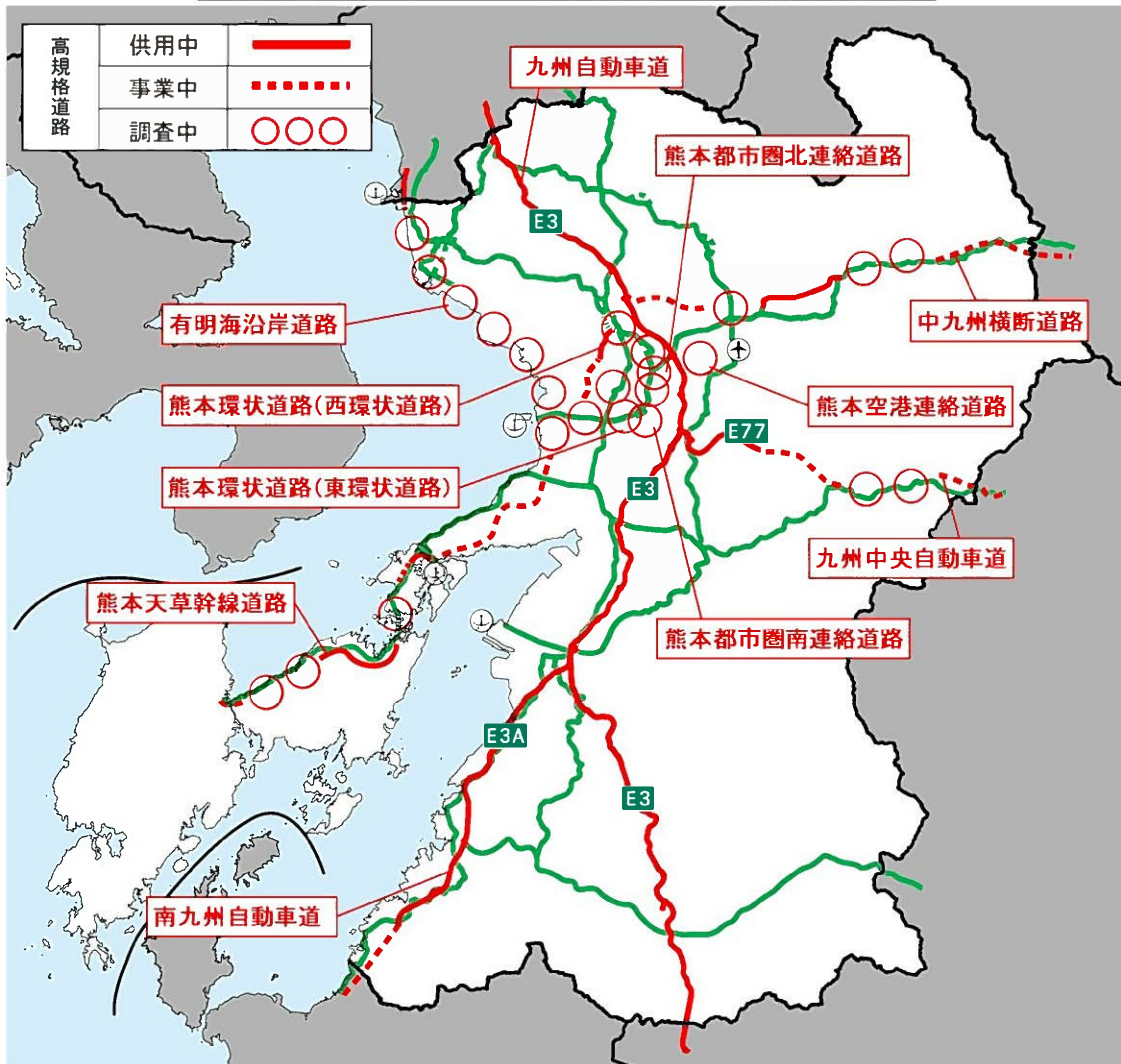 高規格道路
供用中
事業中
調査中
九州自動車道
熊本都市圏北連絡道路
E3
有明海沿岸道路
中九州横断道路
熊本環状道路(西環状道路)
熊本空港連絡道路
E77
熊本環状道路(東環状道路)
E3
九州中央自動車道
熊本天草幹線道路
熊本都市圏南連絡道路
E3A
E3
南九州自動車道